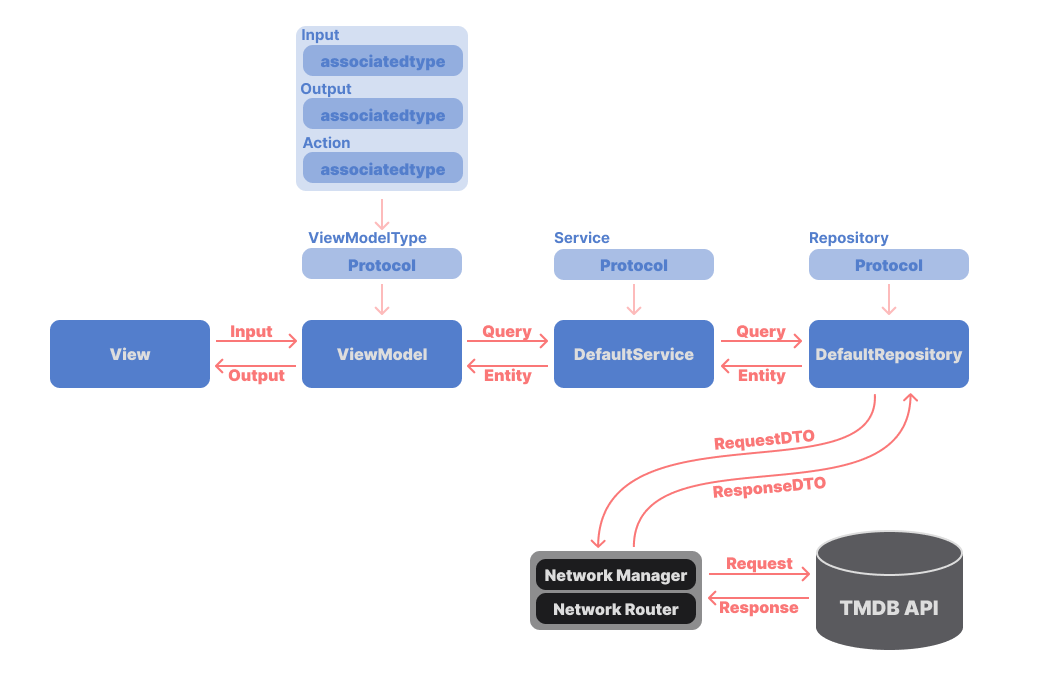 Input
associatedtype
Output
associatedtype
Action
associatedtype
ViewModelType
Protocol
Service
Protocol
Repository
Protocol
View
Input
Output
ViewModel
Query
Entity
DefaultService
Query
Entity
DefaultRepository
RequestDTO
ResponseDTO
Network Manager
Network Router
Request
Response
TMDB API